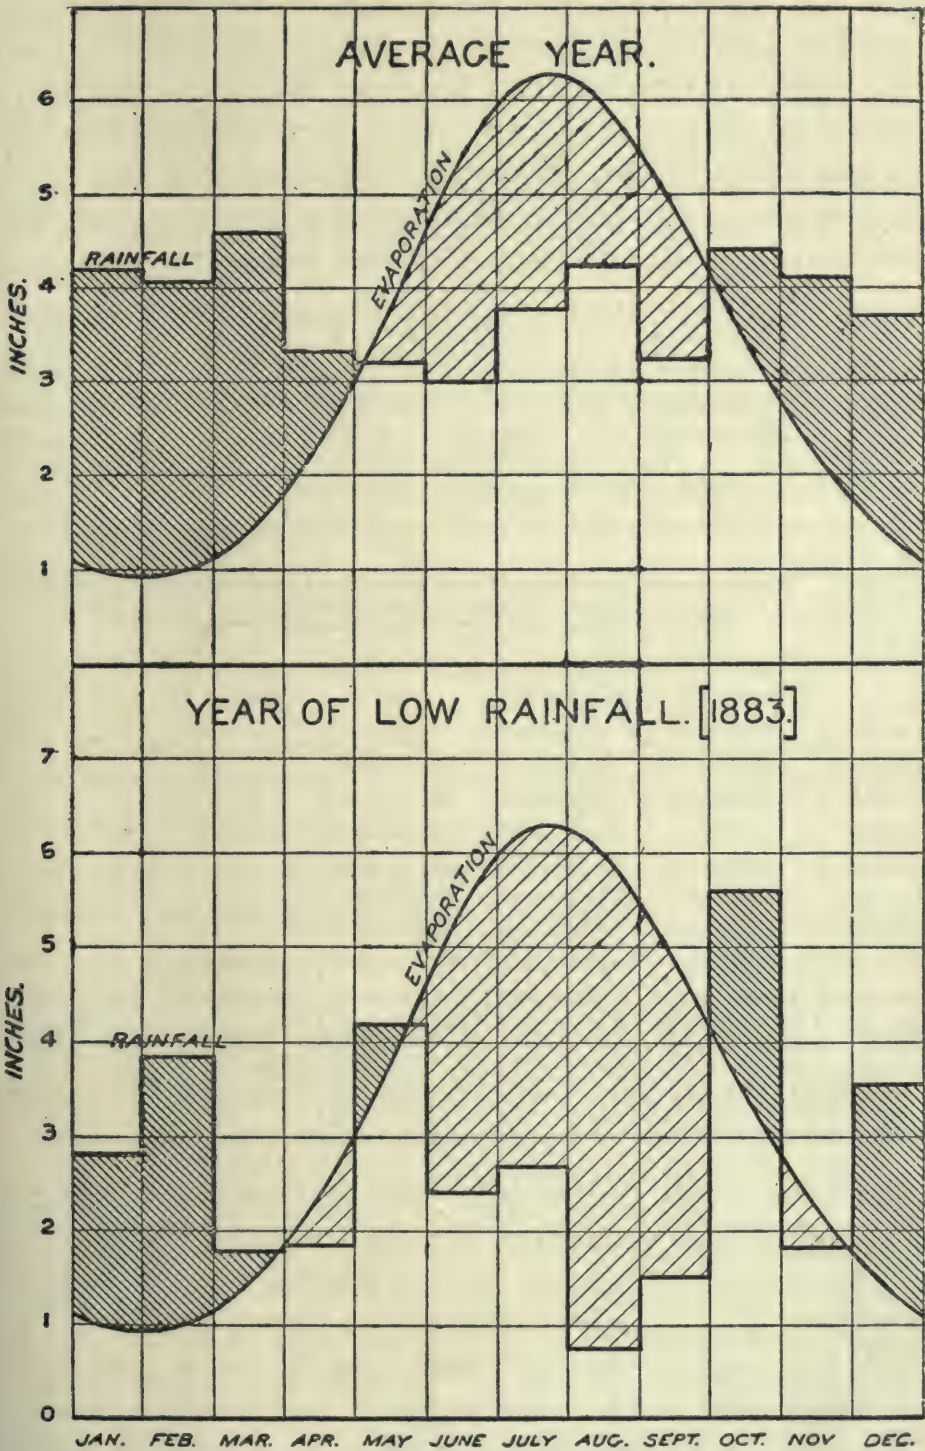 AVERAGE YEAR.
6
5
4
3
2
1
INCHES.
RAINFALL
EVAPORATION
YEAR OF LOW RAINFALL. [1883.]
7
6
5
4
3
2
1
0
INCHES.
RAINFALL
EVAPORATION
JAN. FEB. MAR. APR. MAY JUNE JULY AUG. SEPT. OCT. NOV DEC.